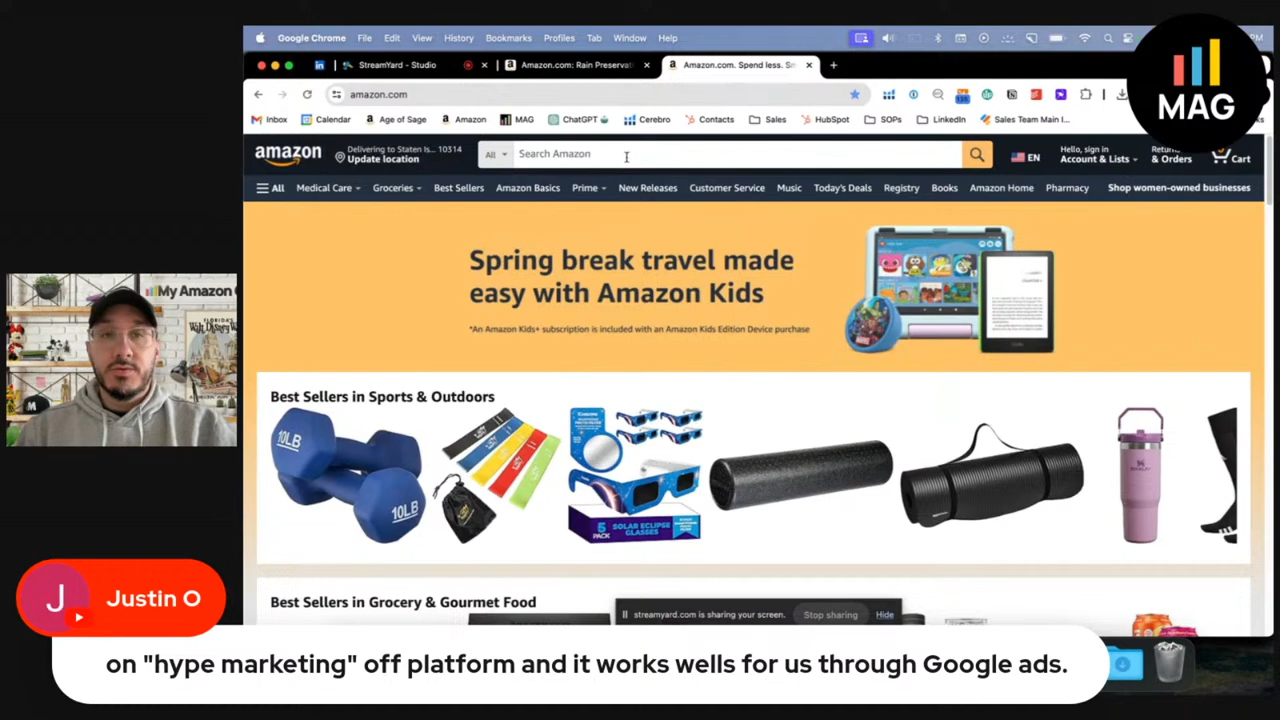 Google Chrome File Edit View History Bookmarks Profiles Tab Window Help
StreamYard - Studio
Amazon.com: Rain Preservat
Amazon.com. Spend less. Sm
amazon.com
Inbox Calendar Age of Sage Amazon MAG ChatGPT Cerebro Contacts Sales HubSpot SOPs LinkedIn Sales Team Main I...
MAG
amazon
Delivering to Staten Is... 10314
Update location
All
Search Amazon
EN
Hello, sign in
Account & Lists
Retur
& Orders
Cart
All Medical Care Groceries Best Sellers Amazon Basics Prime New Releases Customer Service Music Today's Deals Registry Books Amazon Home Pharmacy Shop women-owned businesses
Spring break travel made
easy with Amazon Kids
*An Amazon Kids+ subscription is included with an Amazon Kids Edition Device purchase
My Amazon
FLORIDA'S
Walt Disney
M
Best Sellers in Sports & Outdoors
10LB
10LB
5
PACK
SOLAR ECLIPSE
GLASSES
STANLEY
Best Sellers in Grocery & Gourmet Food
streamyard.com is sharing your screen.
Stop sharing
Hide
J
Justin O
on "hype marketing" off platform and it works wells for us through Google ads.